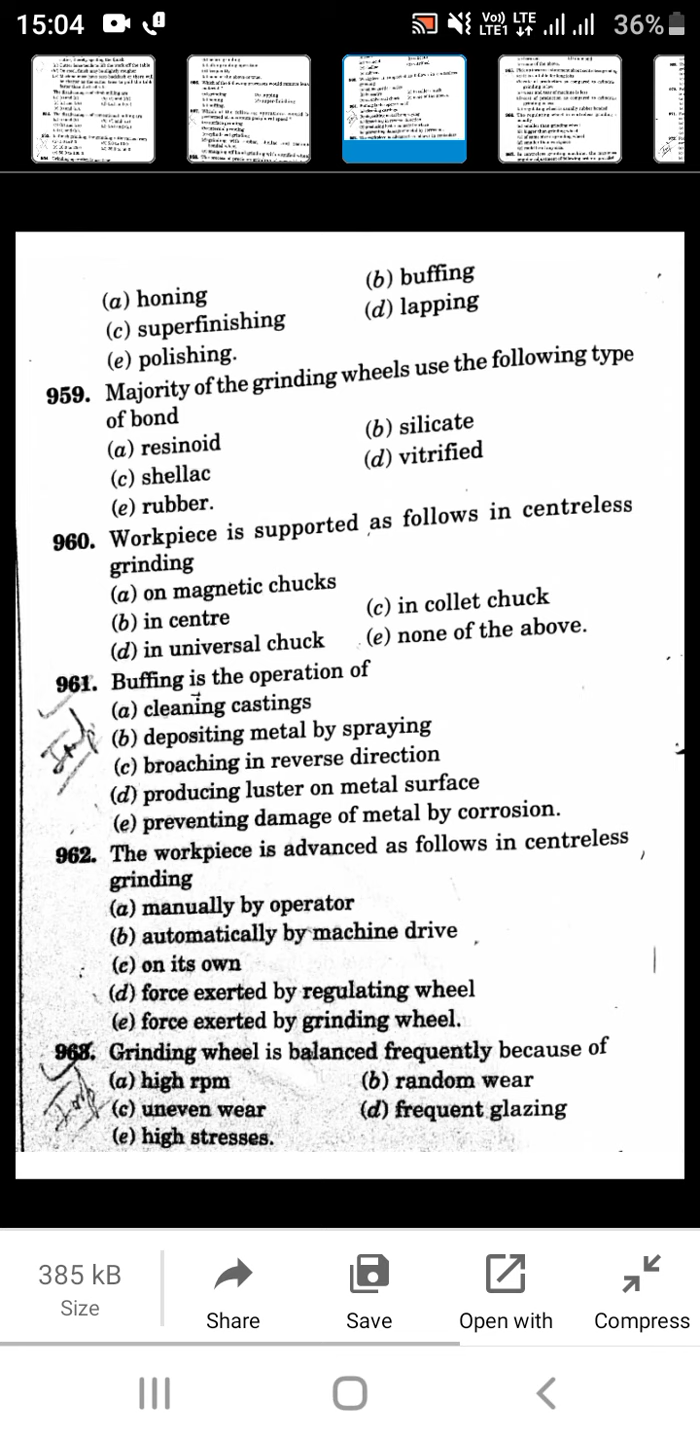 15:04
Vo)) LTE
LTE1
36%
(a) honing
(b) buffing
(c) superfinishing
(d) lapping
(e) polishing.
959. Majority of the grinding wheels use the following type
of bond
(a) resinoid
(b) silicate
(c) shellac
(d) vitrified
(e) rubber.
960. Workpiece is supported as follows in centreless
grinding
(a) on magnetic chucks
(b) in centre
(c) in collet chuck
(d) in universal chuck
(e) none of the above.
961. Buffing is the operation of
(a) cleaning castings
(b) depositing metal by spraying
(c) broaching in reverse direction
(d) producing luster on metal surface
(e) preventing damage of metal by corrosion.
962. The workpiece is advanced as follows in centreless
grinding
(a) manually by operator
(b) automatically by machine drive
(c) on its own
(d) force exerted by regulating wheel
(e) force exerted by grinding wheel.
963. Grinding wheel is balanced frequently because of
(a) high rpm
(b) random wear
(c) uneven wear
(d) frequent glazing
(e) high stresses.
385 kB
Size
Share
Save
Open with
Compress